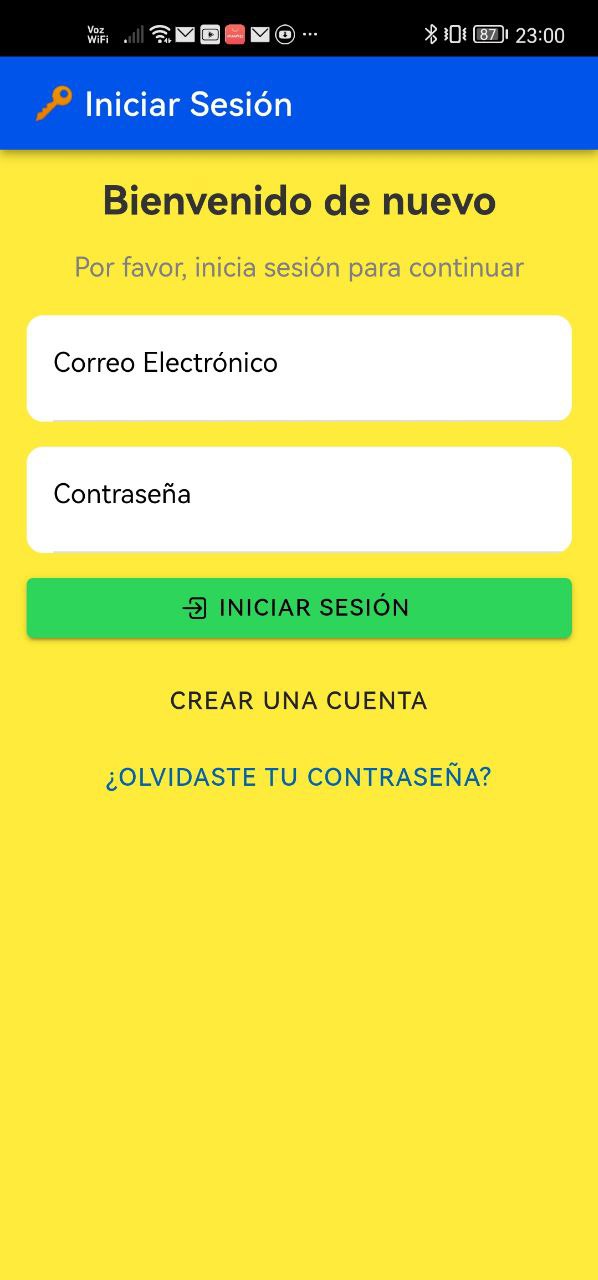 Voz
WiFi
87
23:00
Iniciar Sesión
Bienvenido de nuevo
Por favor, inicia sesión para continuar
Correo Electrónico
Contraseña
INICIAR SESIÓN
CREAR UNA CUENTA
¿OLVIDASTE TU CONTRASEÑA?